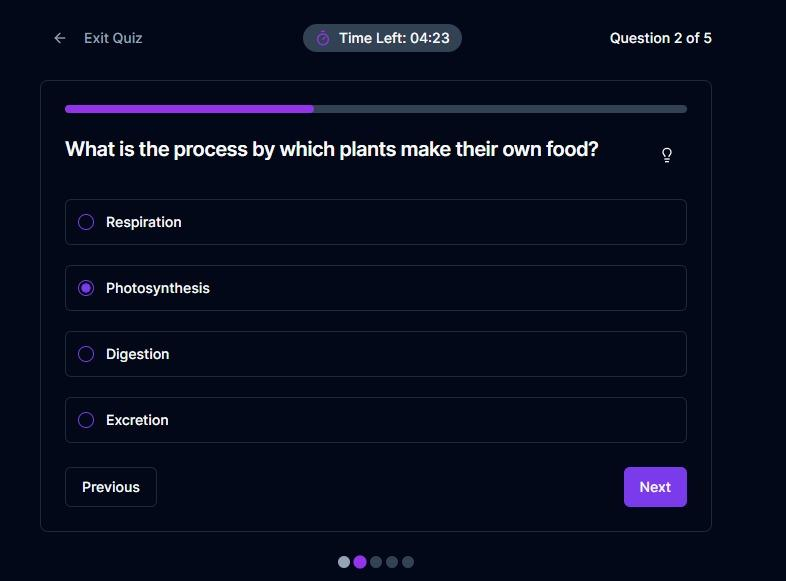 Exit Quiz
Time Left: 04:23
Question 2 of 5
What is the process by which plants make their own food?
Respiration
Photosynthesis
Digestion
Excretion
Previous
Next